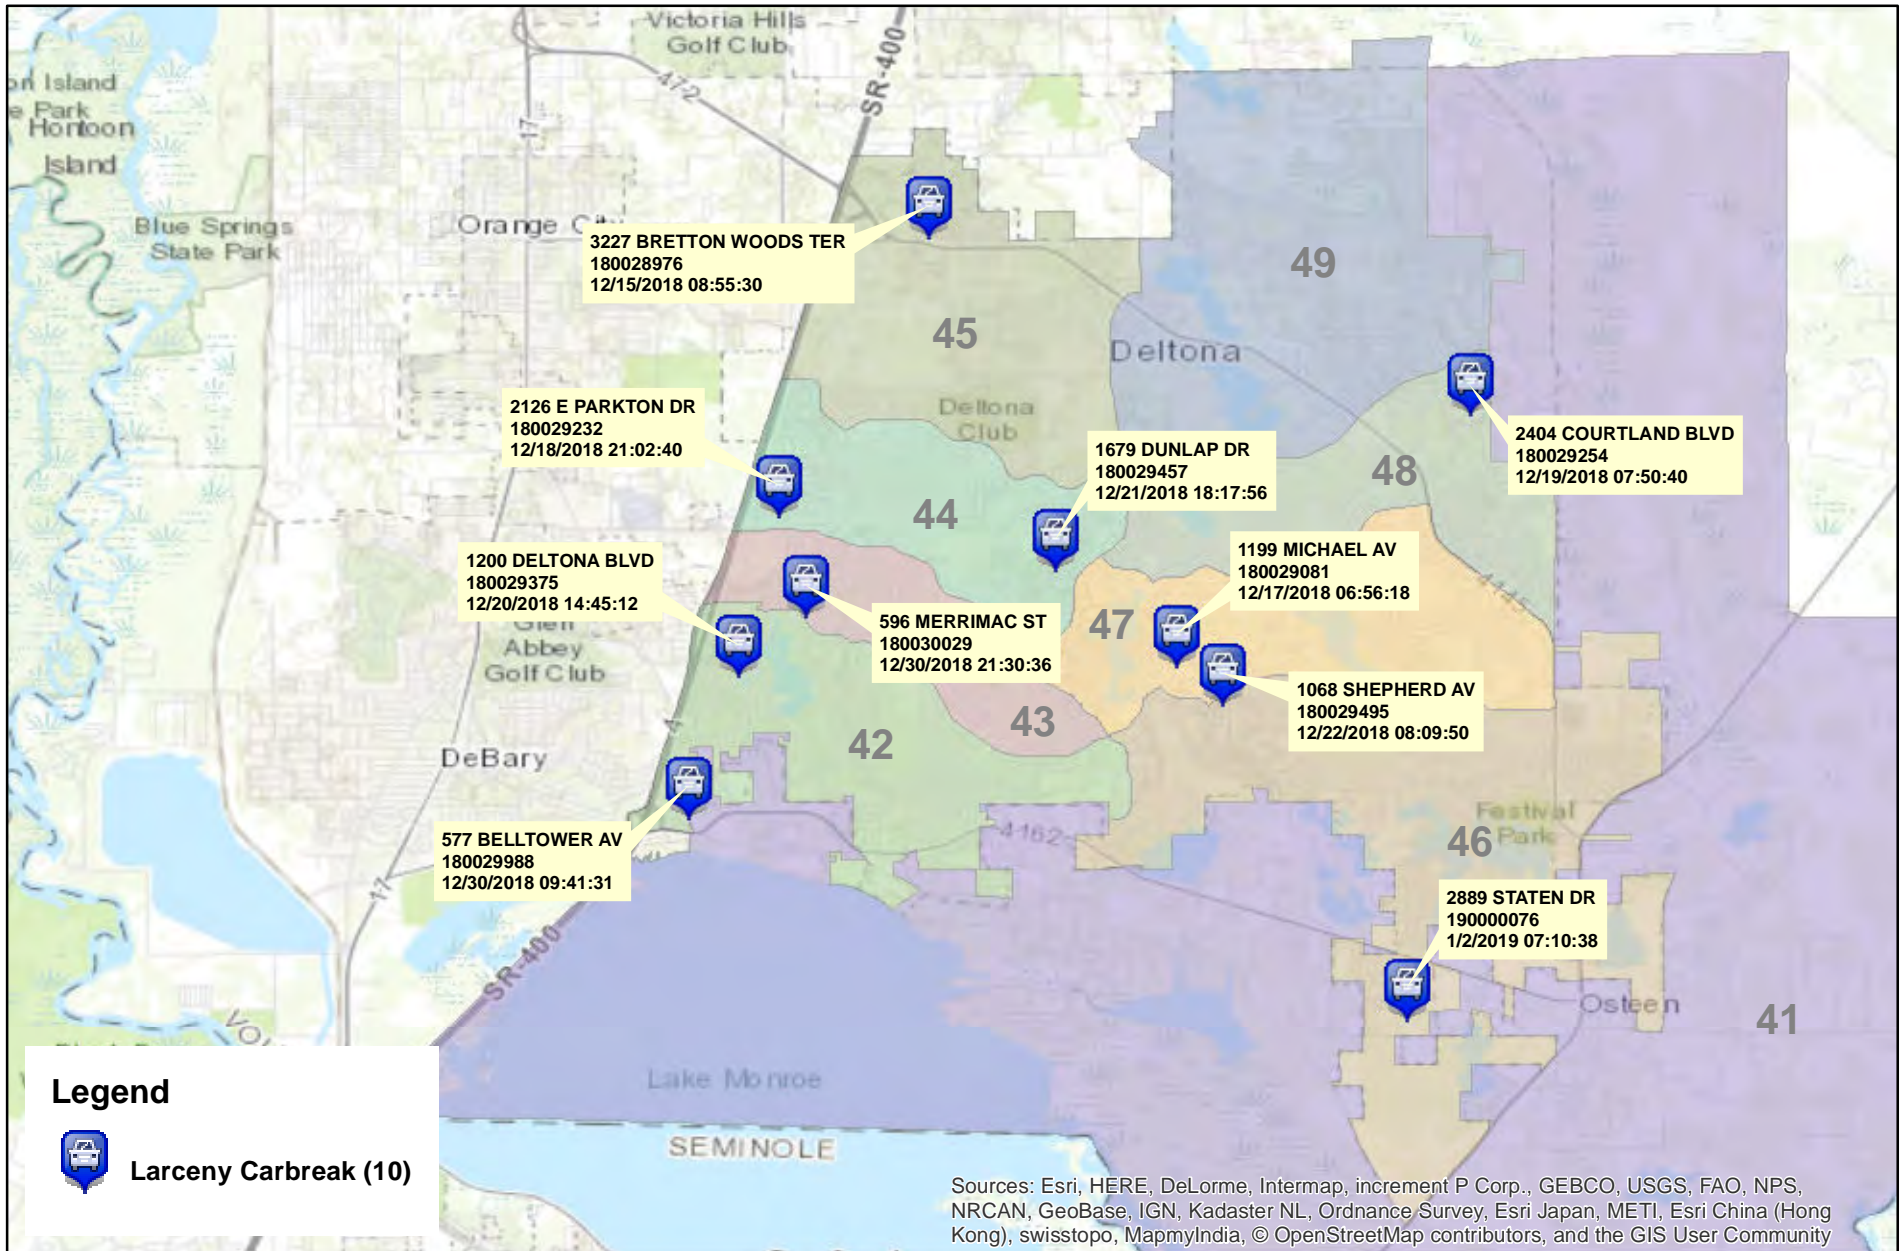 Victoria Hills
Golf Club
SR-400
472
on Island
e Park
Hontoon
Island
17
Blue Springs
State Park
Orange City
3227 BRETTON WOODS TER
180028976
12/15/2018 08:55:30
49
45
Deltona
Deltona
Club
2126 E PARKTON DR
180029232
12/18/2018 21:02:40
2404 COURTLAND BLVD
180029254
12/19/2018 07:50:40
1679 DUNLAP DR
180029457
12/21/2018 18:17:56
48
44
1200 DELTONA BLVD
180029375
12/20/2018 14:45:12
1199 MICHAEL AV
180029081
12/17/2018 06:56:18
4145
Glen
Abbey
Golf Club
596 MERRIMAC ST
180030029
12/30/2018 21:30:36
47
1068 SHEPHERD AV
180029495
12/22/2018 08:09:50
43
42
4
DeBary
577 BELLTOWER AV
180029988
12/30/2018 09:41:31
17
4162
Festival
Park
46
2889 STATEN DR
190000076
1/2/2019 07:10:38
SR-400
Osteen
41
Lake Monroe
SEMINOLE
Legend
Larceny Carbreak (10)
Sources: Esri, HERE, DeLorme, Intermap, increment P Corp., GEBCO, USGS, FAO, NPS,
NRCAN, GeoBase, IGN, Kadaster NL, Ordnance Survey, Esri Japan, METI, Esri China (Hong
Kong), swisstopo, MapmyIndia, © OpenStreetMap contributors, and the GIS User Community